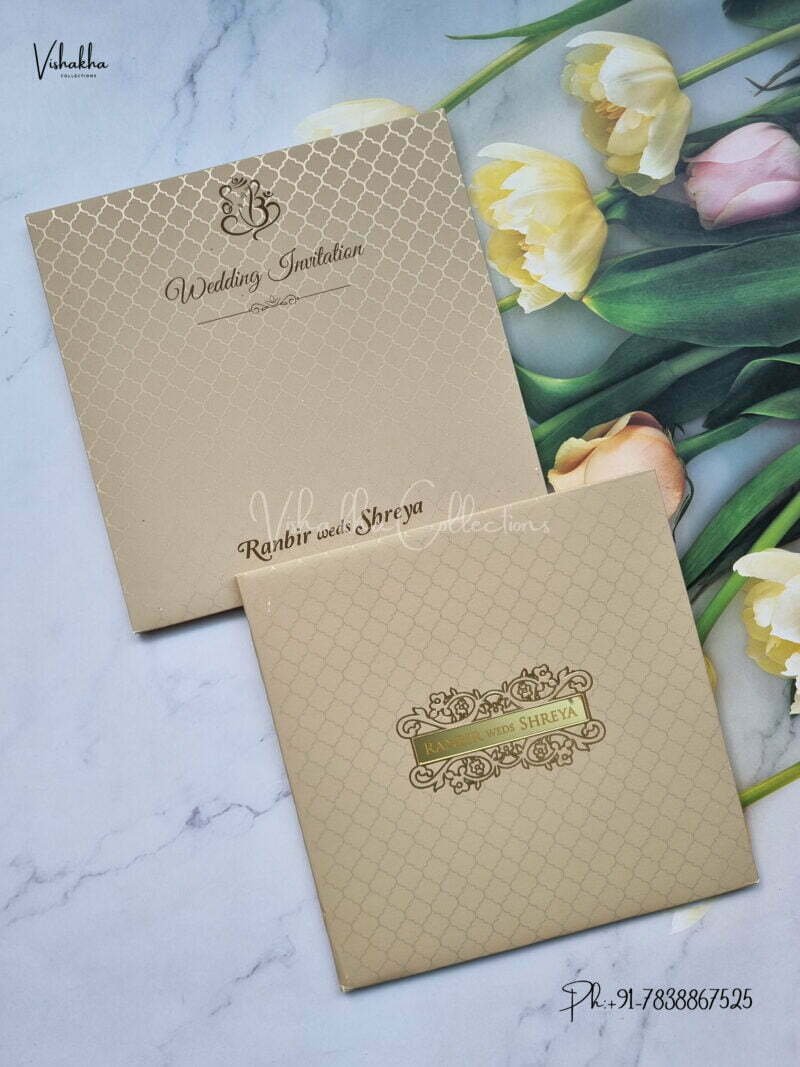 Vishakha
COLLECTIONS
Wedding Invitation
Vishakha Collections
Ranbir weds Shreya
RANBIR WEDS SHREYA
Ph:+91-7838867525